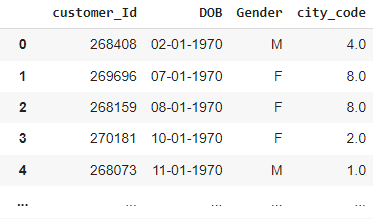 customer_Id DOB Gender city_code
0 268408 02-01-1970 M 4.0
1 269696 07-01-1970 F 8.0
2 268159 08-01-1970 F 8.0
3 270181 10-01-1970 F 2.0
4 268073 11-01-1970 M 1.0
... ... ... ... ...